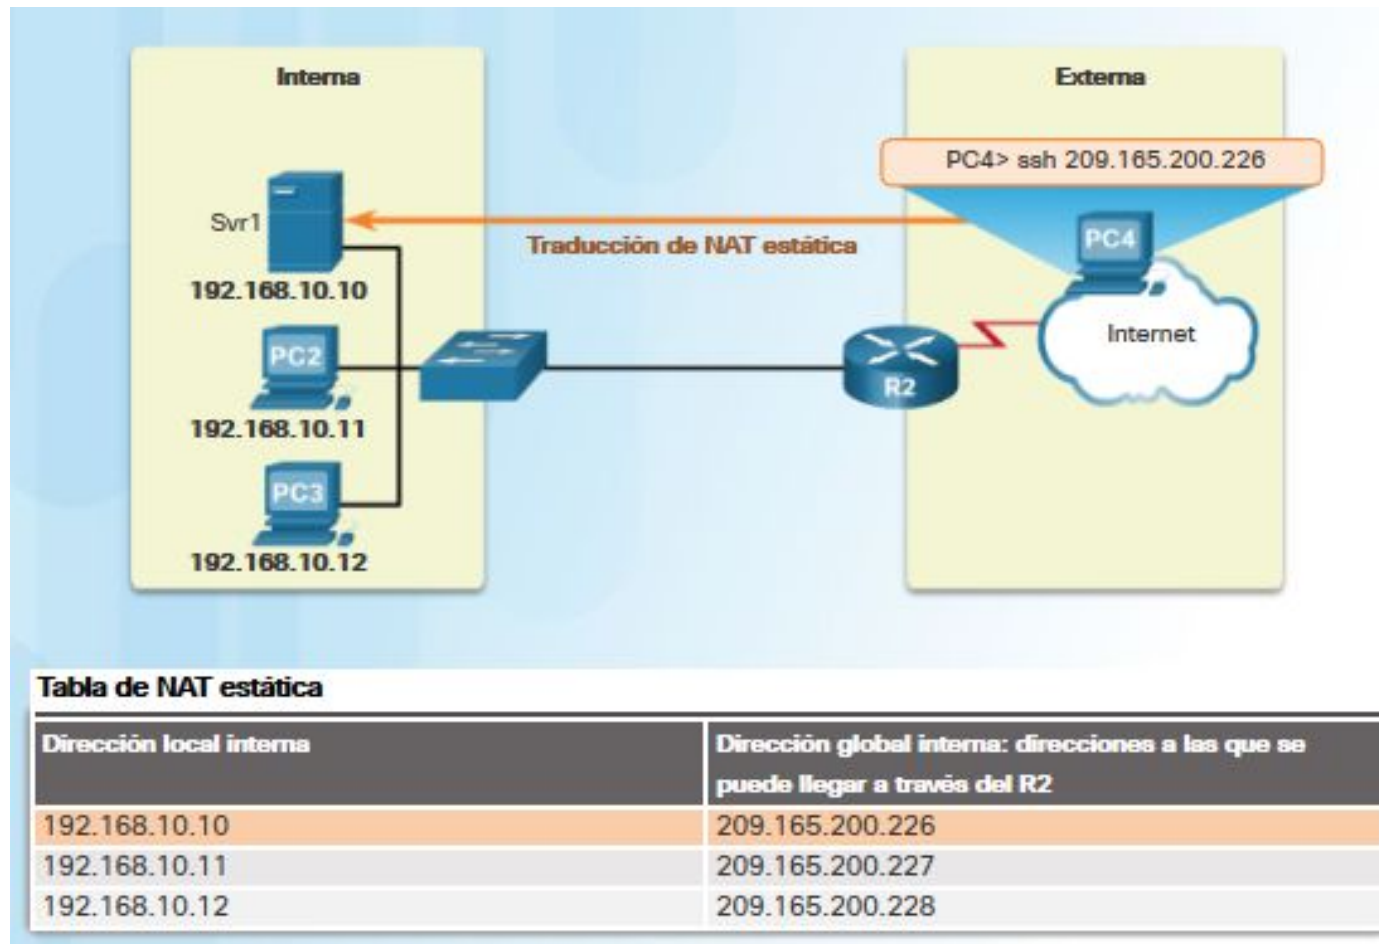 Interna
Externa
PC4> ssh 209.165.200.226
Svr1
Traducción de NAT estática
PC4
192.168.10.10
Internet
PC2
R2
192.168.10.11
PC3
192.168.10.12
Tabla de NAT estática
Dirección local interna
Dirección global interna: direcciones a las que se
puede llegar a través del R2
192.168.10.10
209.165.200.226
192.168.10.11
209.165.200.227
192.168.10.12
209.165.200.228